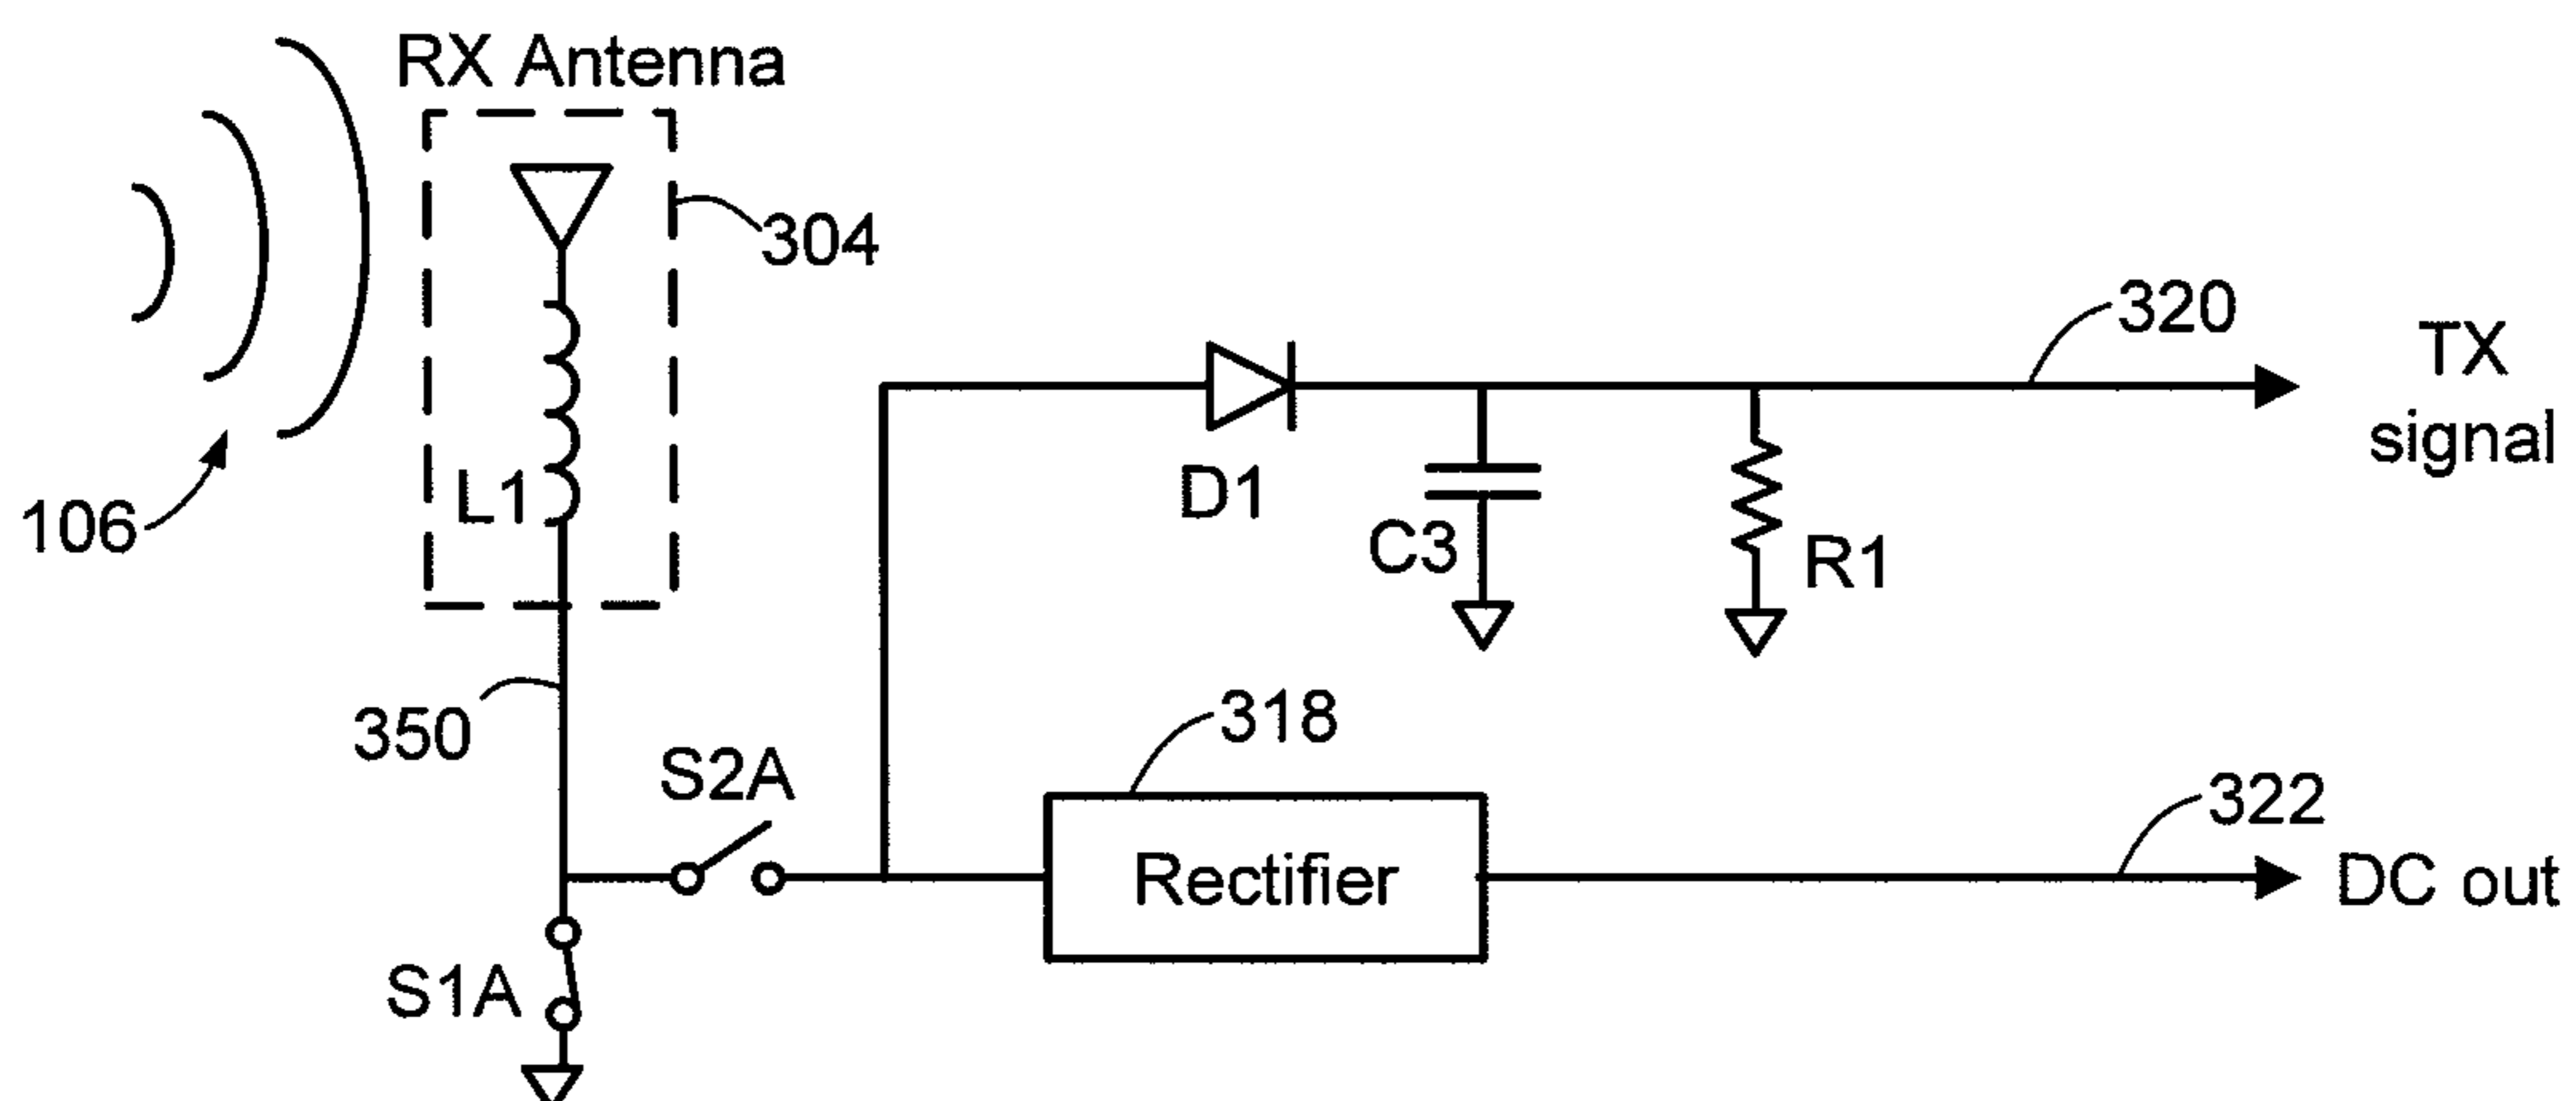 RX Antenna
304
320
TX
signal
L1
D1
106
C3
R1
350
318
S2A
322
Rectifier
DC out
S1A